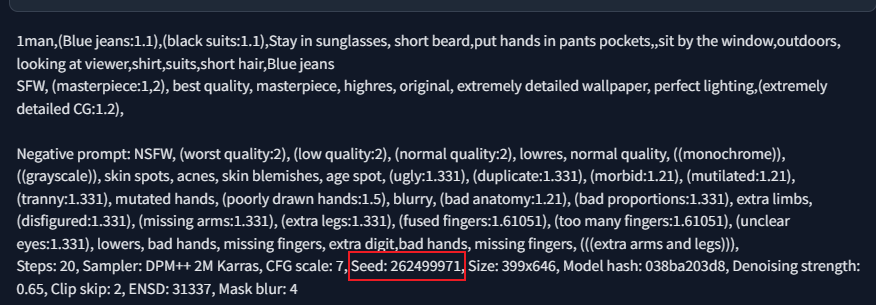 1man,(Blue jeans:1.1),(black suits:1.1),Stay in sunglasses, short beard,put hands in pants pockets,,sit by the window,outdoors,
looking at viewer,shirt,suits,short hair,Blue jeans
SFW, (masterpiece:1,2), best quality, masterpiece, highres, original, extremely detailed wallpaper, perfect lighting,(extremely
detailed CG:1.2),
Negative prompt: NSFW, (worst quality:2), (low quality:2), (normal quality:2), lowres, normal quality, ((monochrome)),
((grayscale)), skin spots, acnes, skin blemishes, age spot, (ugly:1.331), (duplicate:1.331), (morbid:1.21), (mutilated:1.21),
(tranny:1.331), mutated hands, (poorly drawn hands:1.5), blurry, (bad anatomy:1.21), (bad proportions:1.331), extra limbs,
(disfigured:1.331), (missing arms:1.331), (extra legs:1.331), (fused fingers:1.61051), (too many fingers:1.61051), (unclear
eyes:1.331), lowers, bad hands, missing fingers, extra digit,bad hands, missing fingers, (((extra arms and legs))),
Steps: 20, Sampler: DPM++ 2M Karras, CFG scale: 7, Seed: 262499971, Size: 399x646, Model hash: 038ba203d8, Denoising strength:
0.65, Clip skip: 2, ENSD: 31337, Mask blur: 4